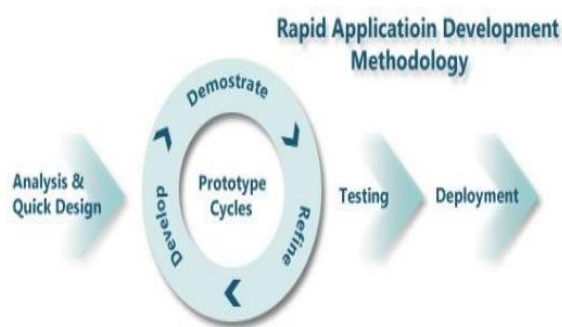 Rapid Applicatioin Development
Methodology
Analysis &
Quick Design
Demostrate
Refine
Develop
Prototype
Cycles
Testing
Deployment